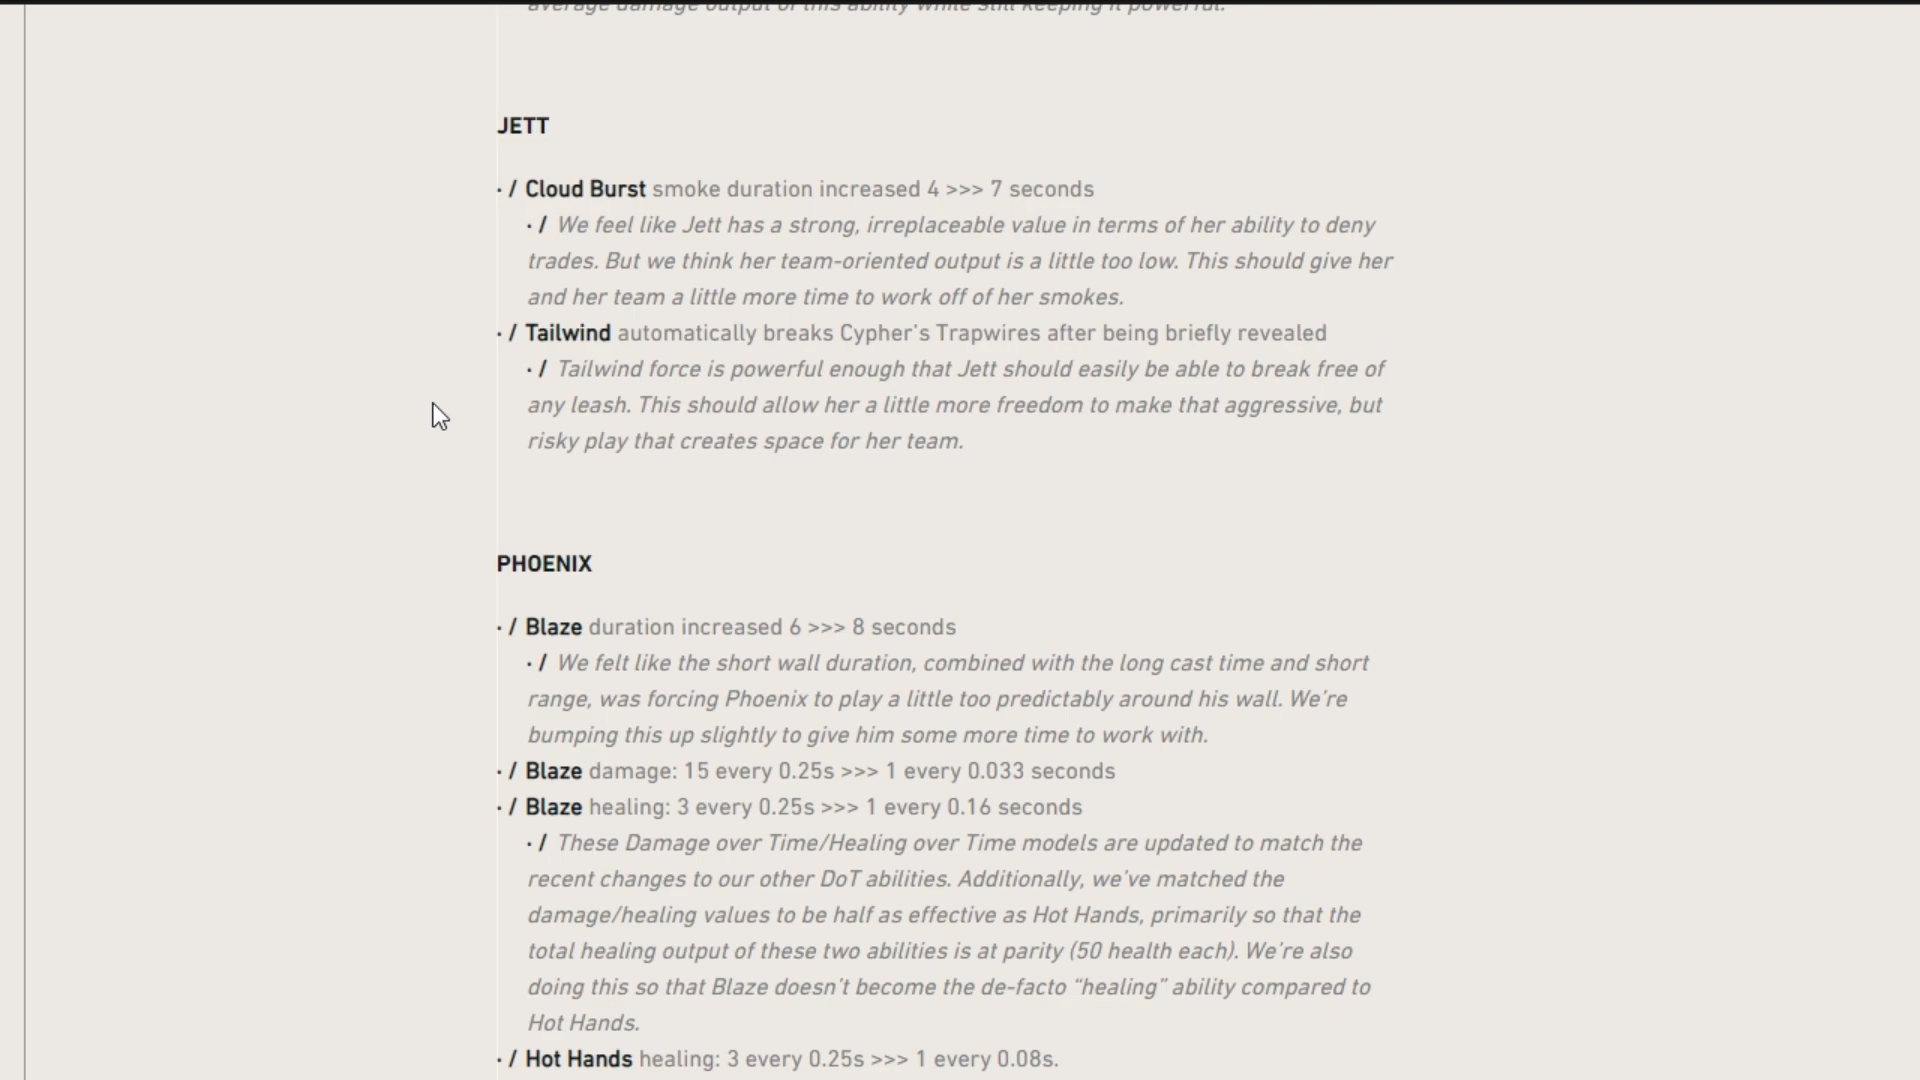 average damage output of this ability while still keeping it powerful.
JETT
· / Cloud Burst smoke duration increased 4 >>> 7 seconds
· / We feel like Jett has a strong, irreplaceable value in terms of her ability to deny
trades. But we think her team-oriented output is a little too low. This should give her
and her team a little more time to work off of her smokes.
· / Tailwind automatically breaks Cypher’s Trapwires after being briefly revealed
· / Tailwind force is powerful enough that Jett should easily be able to break free of
any leash. This should allow her a little more freedom to make that aggressive, but
risky play that creates space for her team.
PHOENIX
· / Blaze duration increased 6 >>> 8 seconds
· / We felt like the short wall duration, combined with the long cast time and short
range, was forcing Phoenix to play a little too predictably around his wall. We’re
bumping this up slightly to give him some more time to work with.
· / Blaze damage: 15 every 0.25s >>> 1 every 0.033 seconds
· / Blaze healing: 3 every 0.25s >>> 1 every 0.16 seconds
· / These Damage over Time/Healing over Time models are updated to match the
recent changes to our other DoT abilities. Additionally, we’ve matched the
damage/healing values to be half as effective as Hot Hands, primarily so that the
total healing output of these two abilities is at parity (50 health each). We’re also
doing this so that Blaze doesn’t become the de-facto “healing” ability compared to
Hot Hands.
· / Hot Hands healing: 3 every 0.25s >>> 1 every 0.08s.